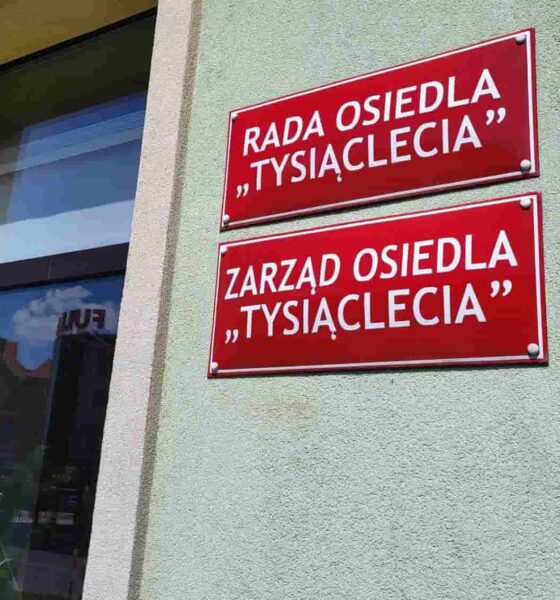 RADA OSIEDLA
„TYSIĄCLECIA”
ZARZĄD OSIEDLA
„TYSIĄCLECIA”